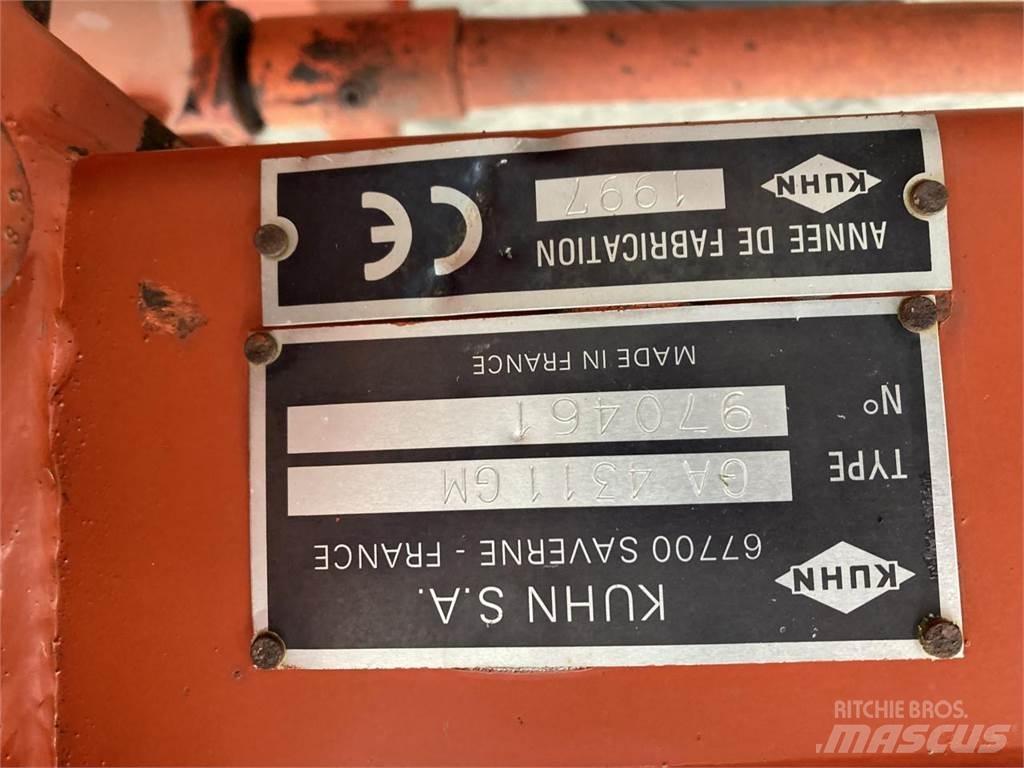 KUHN S.A.
67700 SAVERNE - FRANCE
KUHN
TYPE GA 4311 GM
N° 970461
MADE IN FRANCE
ANNEE DE FABRICATION
1997
KUHN
CE
RITCHIE BROS.
MASCUS